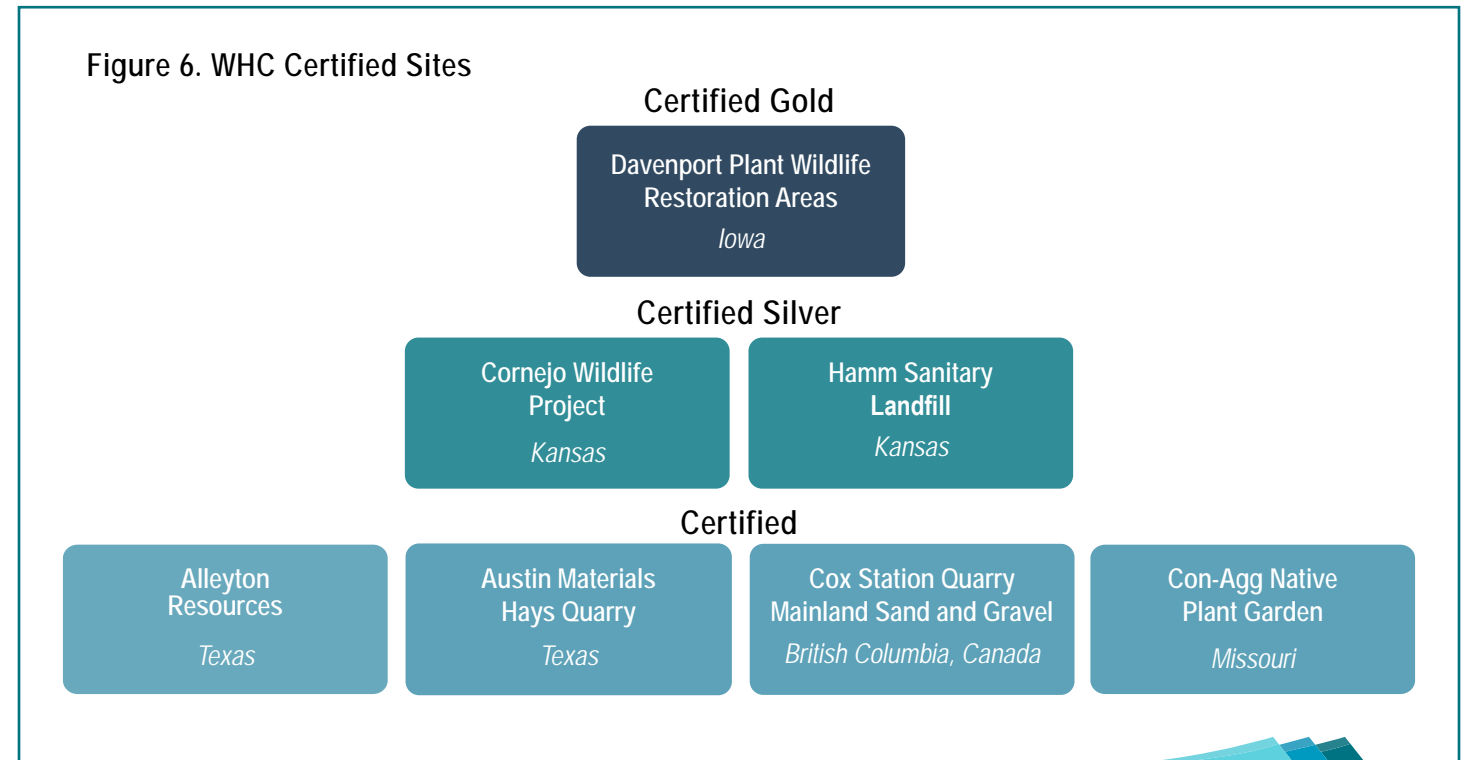 Figure 6. WHC Certified Sites
Certified Gold
Davenport Plant Wildlife
Restoration Areas
Iowa
Certified Silver
Cornejo Wildlife
Project
Kansas
Hamm Sanitary
Landfill
Kansas
Certified
Alleyton
Resources
Texas
Austin Materials
Hays Quarry
Texas
Cox Station Quarry
Mainland Sand and Gravel
British Columbia, Canada
Con-Agg Native
Plant Garden
Missouri